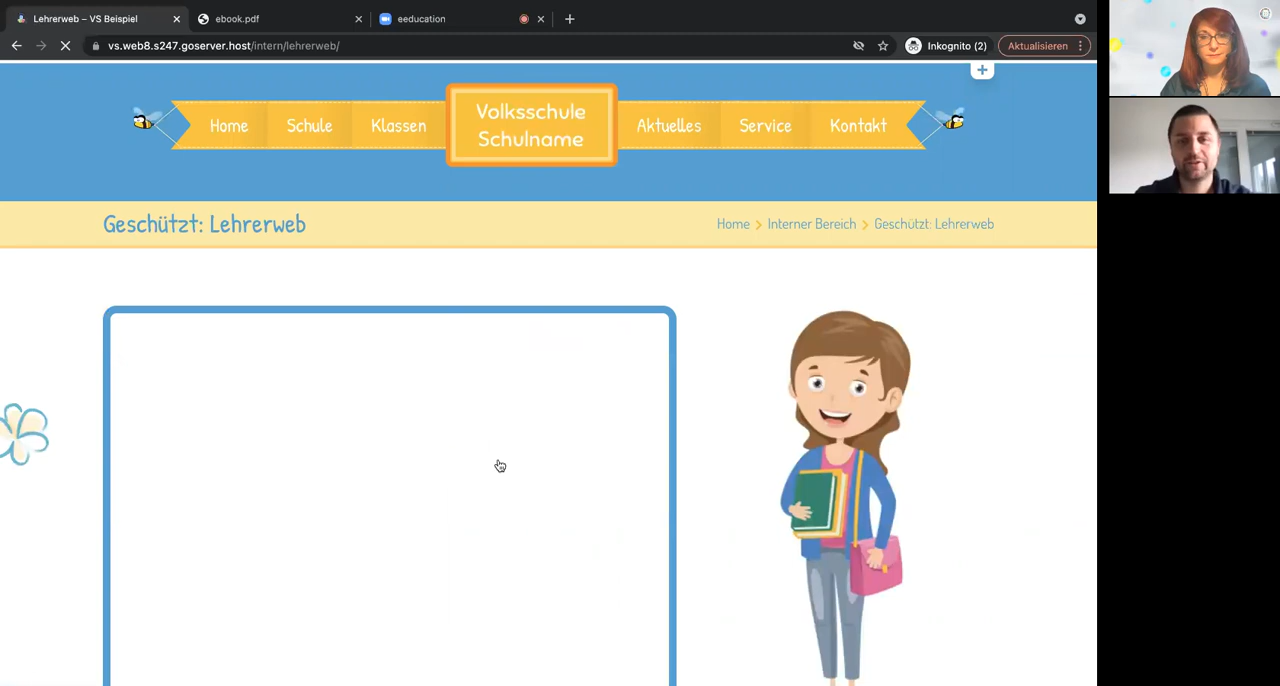 Lehrerweb – VS Beispiel
ebook.pdf
eeducation
vs.web8.s247.goserver.host/intern/lehrerweb/
Inkognito (2)
Aktualisieren
Home
Schule
Klassen
Volksschule
Schulname
Aktuelles
Service
Kontakt
Geschützt: Lehrerweb
Home
Interner Bereich
Geschützt: Lehrerweb